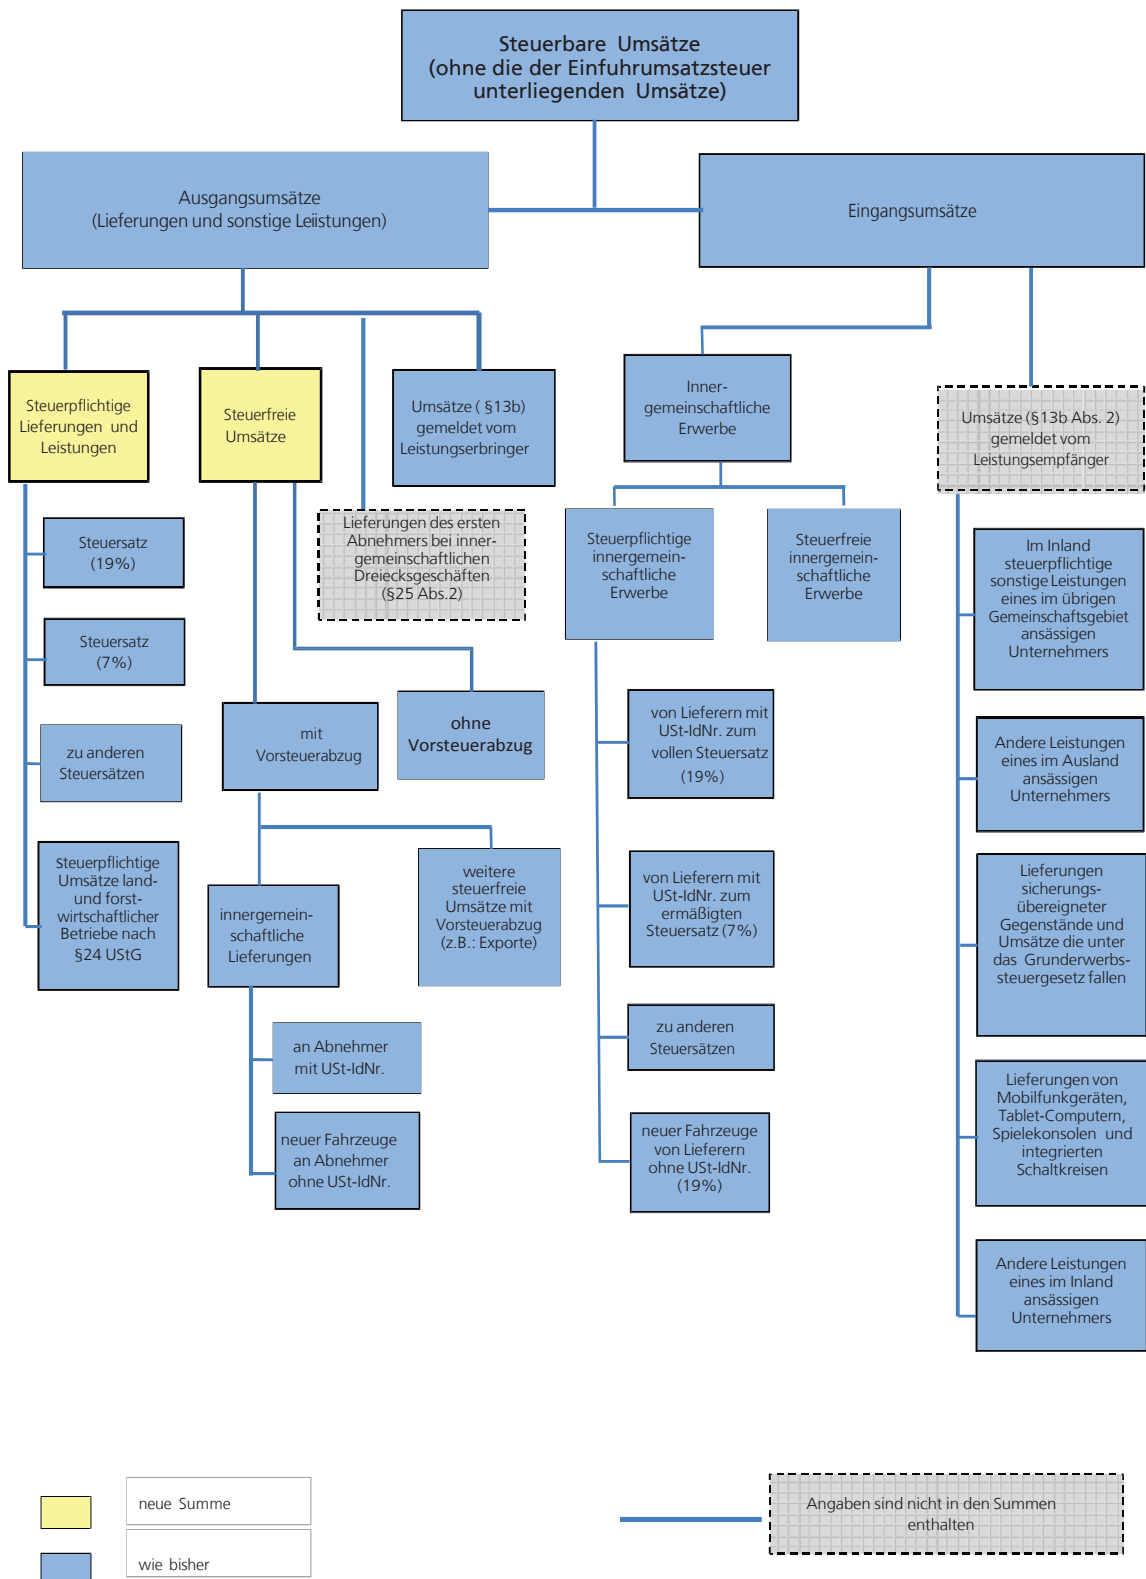 Steuerbare Umsätze
(ohne die der Einfuhrumsatzsteuer
unterliegenden Umsätze)
Ausgangsumsätze
(Lieferungen und sonstige Leiistungen)
Eingangsumsätze
Steuerpflichtige
Lieferungen und
Leistungen
Steuerfreie
Umsätze
Umsätze ( §13b)
gemeldet vom
Leistungserbringer
Inner-
gemeinschaftliche
Erwerbe
Umsätze (§13b Abs. 2)
gemeldet vom
Leistungsempfänger
Lieferungen des ersten
Abnehmers bei inner-
gemeinschaftlichen
Dreiecksgeschäften
(§25 Abs.2)
Steuerpflichtige
innergemein-
schaftliche
Erwerbe
Steuerfreie
innergemein-
schaftliche
Erwerbe
Steuersatz
(19%)
Steuersatz
(7%)
zu anderen
Steuersätzen
steuerpflichtige
Umsätze land-
und forst-
wirtschaftlicher
Betriebe nach
§24 UStG
mit
Vorsteuerabzug
ohne
Vorsteuerabzug
innergemein-
schaftliche
Lieferungen
weitere
steuerfreie
Umsätze mit
Vorsteuerabzug
(z.B.: Exporte)
an Abnehmer
mit USt-IdNr.
neuer Fahrzeuge
an Abnehmer
ohne USt-IdNr.
von Lieferern mit
USt-IdNr. zum
vollen Steuersatz
(19%)
von Lieferern mit
USt-IdNr. zum
ermäßigten
Steuersatz (7%)
zu anderen
Steuersätzen
neuer Fahrzeuge
von Lieferern
ohne USt-IdNr.
(19%)
Im Inland
steuerpflichtige
sonstige Leistungen
eines im übrigen
Gemeinschaftsgebiet
ansässigen
Unternehmers
Andere Leistungen
eines im Ausland
ansässigen
Unternehmers
Lieferungen
sicherungs-
übereigneter
Gegenstände und
Umsätze die unter
das Grunderwerbs-
steuergesetz fallen
Lieferungen von
Mobilfunkgeräten,
Tablet-Computern,
Spielekonsolen und
integrierten
Schaltkreisen
Andere Leistungen
eines im Inland
ansässigen
Unternehmers
neue Summe
wie bisher
Angaben sind nicht in den Summen
enthalten